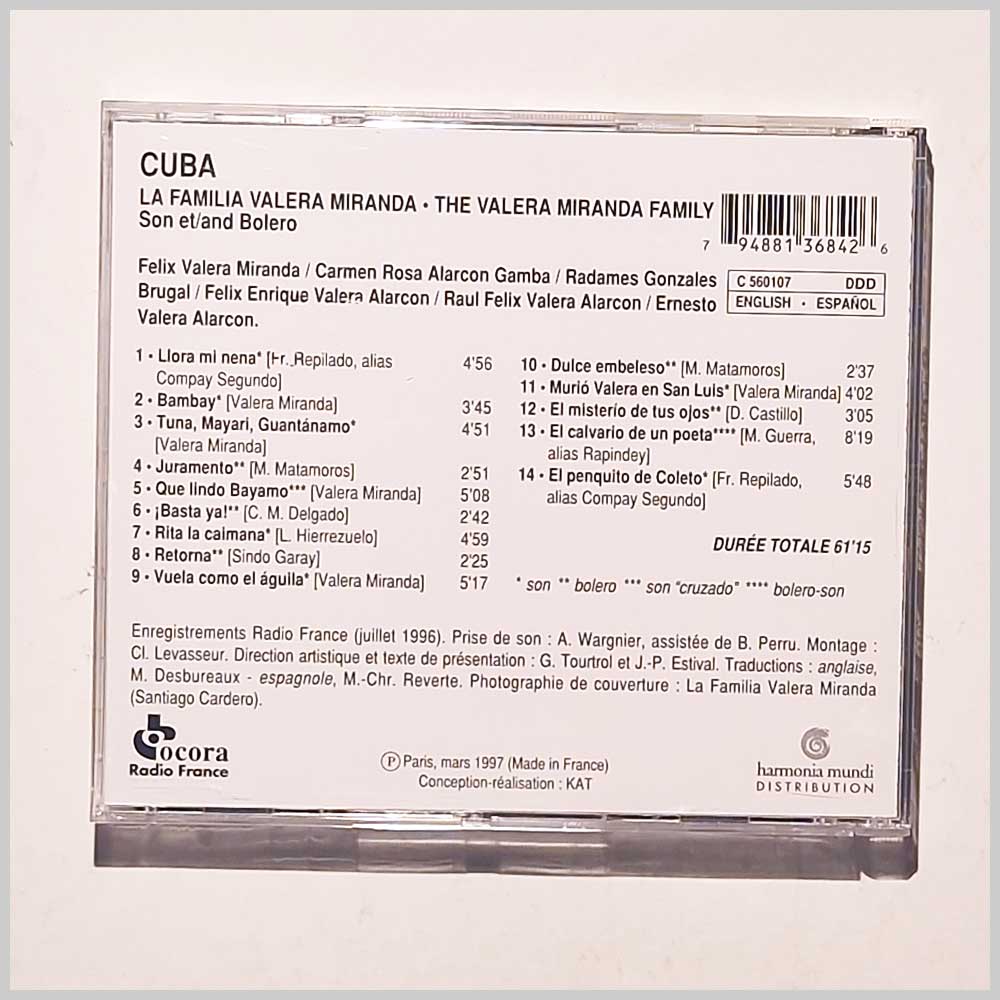 CUBA
LA FAMILIA VALERA MIRANDA • THE VALERA MIRANDA FAMILY
Son et/and Bolero
7 94881 36842 6
Felix Valera Miranda / Carmen Rosa Alarcon Gamba / Radames Gonzales
Brugal / Felix Enrique Valera Alarcon / Raul Felix Valera Alarcon / Ernesto
Valera Alarcon.
C 560107 DDD
ENGLISH • ESPAÑOL
1 • Llora mi nena* [Fr. Repilado, alias 4'56
Compay Segundo]
2 • Bambay* [Valera Miranda] 3'45
3 • Tuna, Mayari, Guantánamo* 4'51
[Valera Miranda]
4 • Juramento** [M. Matamoros] 2'51
5 • Que lindo Bayamo*** [Valera Miranda] 5'08
6 • ¡Basta ya!** [C. M. Delgado] 2'42
7 • Rita la caimana* [L. Hierrezuelo] 4'59
8 • Retorna** [Sindo Garay] 2'25
9 • Vuela como el águila* [Valera Miranda] 5'17
10 • Dulce embeleso** [M. Matamoros] 2'37
11 • Murió Valera en San Luis* [Valera Miranda] 4'02
12 • El misterío de tus ojos** [D. Castillo] 3'05
13 • El calvario de un poeta**** [M. Guerra, 8'19
alias Rapindey]
14 • El penquito de Coleto* [Fr. Repilado, 5'48
alias Compay Segundo]
DURÉE TOTALE 61'15
* son ** bolero *** son "cruzado" **** bolero-son
Enregistrements Radio France (juillet 1996). Prise de son : A. Wargnier, assistée de B. Perru. Montage :
Cl. Levasseur. Direction artistique et texte de présentation : G. Tourtrol et J.-P. Estival. Traductions : anglaise,
M. Desbureaux - espagnole, M.-Chr. Reverte. Photographie de couverture : La Familia Valera Miranda
(Santiago Cardero).
ocora
Radio France
Ⓟ Paris, mars 1997 (Made in France)
Conception-réalisation : KAT
harmonia mundi
DISTRIBUTION